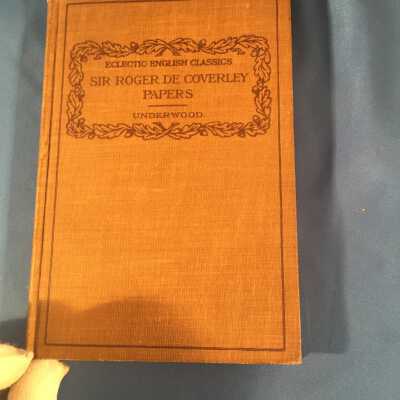 ECLECTIC ENGLISH CLASSICS
SIR ROGER DE COVERLEY
PAPERS
UNDERWOOD